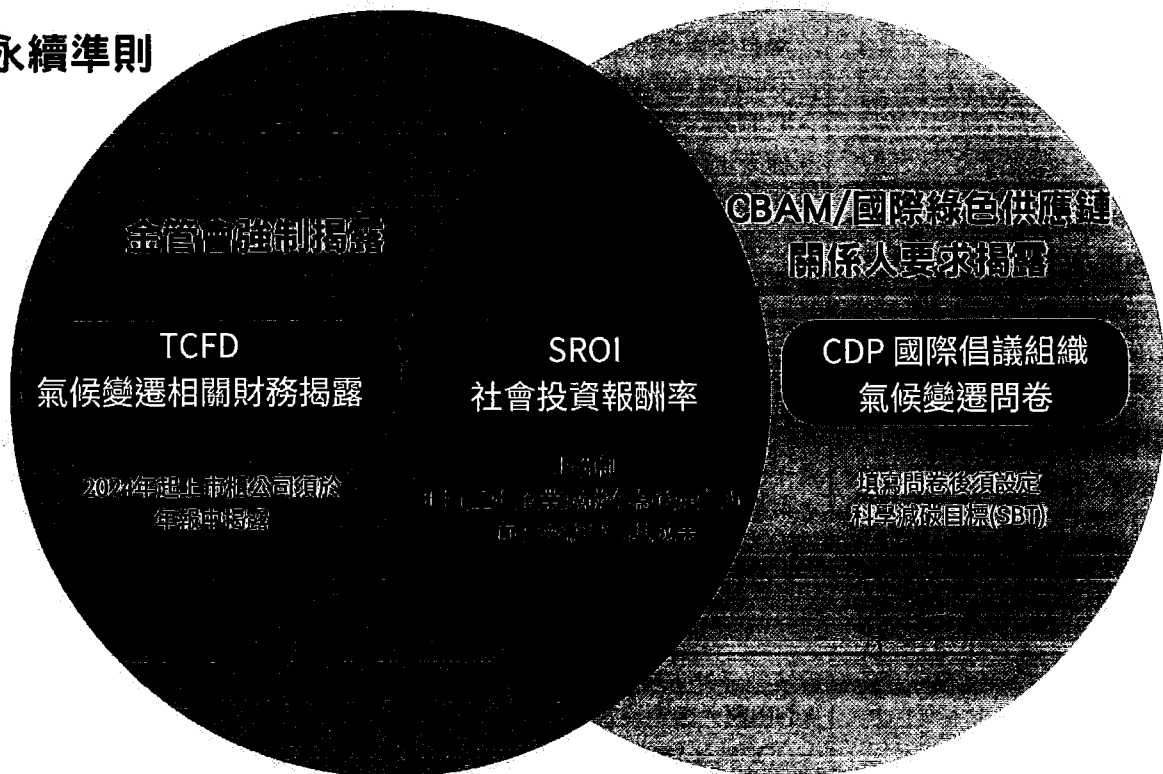 永續準則
金管會強制揭露
CBAM/國際綠色供應鏈
關係人要求揭露
TCFD
氣候變遷相關財務揭露
SROI
社會投資報酬率
CDP 國際倡議組織
氣候變遷問卷
2024年起上市櫃公司須於
年報中揭露
填寫問卷後須設定
科學減碳目標(SBT)